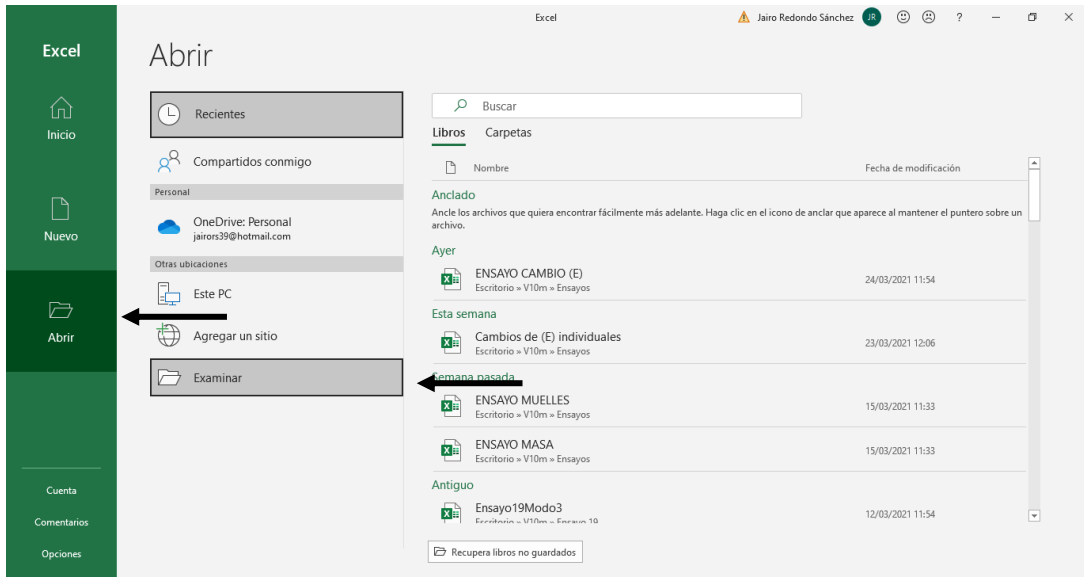 Excel
Jairo Redondo Sánchez JR ?
Excel
Inicio
Nuevo
Abrir
Cuenta
Comentarios
Opciones
Abrir
Recientes
Compartidos conmigo
Personal
OneDrive: Personal
jairors39@hotmail.com
Otras ubicaciones
Este PC
Agregar un sitio
Examinar
Buscar
Libros Carpetas
Nombre Fecha de modificación
Anclado
Ancle los archivos que quiera encontrar fácilmente más adelante. Haga clic en el icono de anclar que aparece al mantener el puntero sobre un
archivo.
Ayer
ENSAYO CAMBIO (E) 24/03/2021 11:54
Escritorio » V10m » Ensayos
Esta semana
Cambios de (E) individuales 23/03/2021 12:06
Escritorio » V10m » Ensayos
Semana pasada
ENSAYO MUELLES 15/03/2021 11:33
Escritorio » V10m » Ensayos
ENSAYO MASA 15/03/2021 11:33
Escritorio » V10m » Ensayos
Antiguo
Ensayo19Modo3 12/03/2021 11:54
Escritorio » V10m » Ensayo 19
Recupera libros no guardados